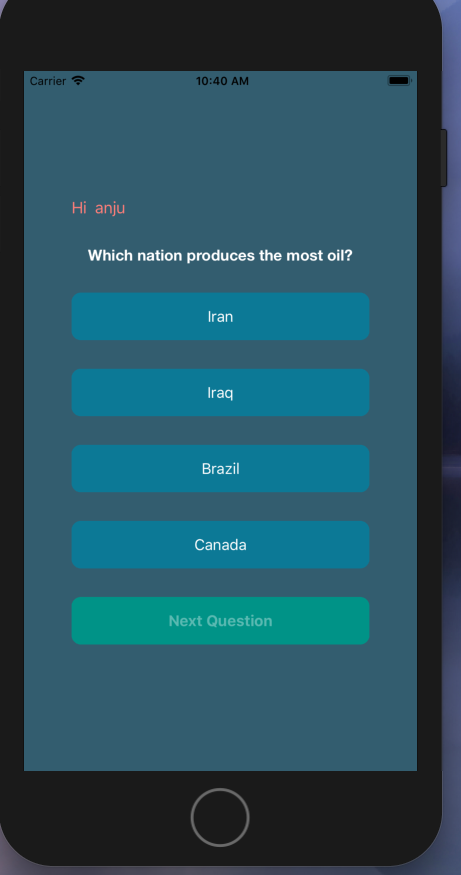 Carrier 10:40 AM
Hi anju
Which nation produces the most oil?
Iran
Iraq
Brazil
Canada
Next Question